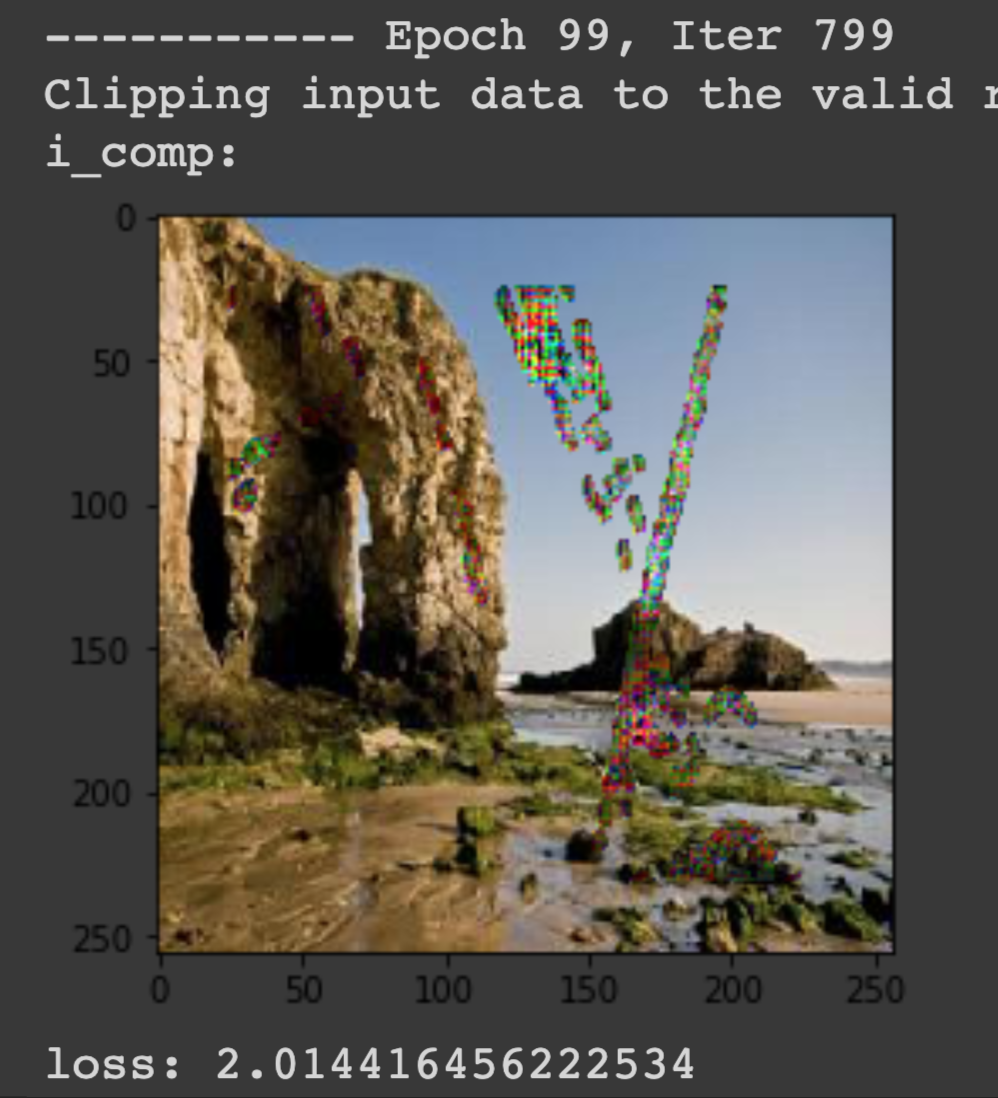 ----------- Epoch 99, Iter 799
Clipping input data to the valid
i_comp:
0
50
100
150
200
250
0 50 100 150 200 250
loss: 2.014416456222534